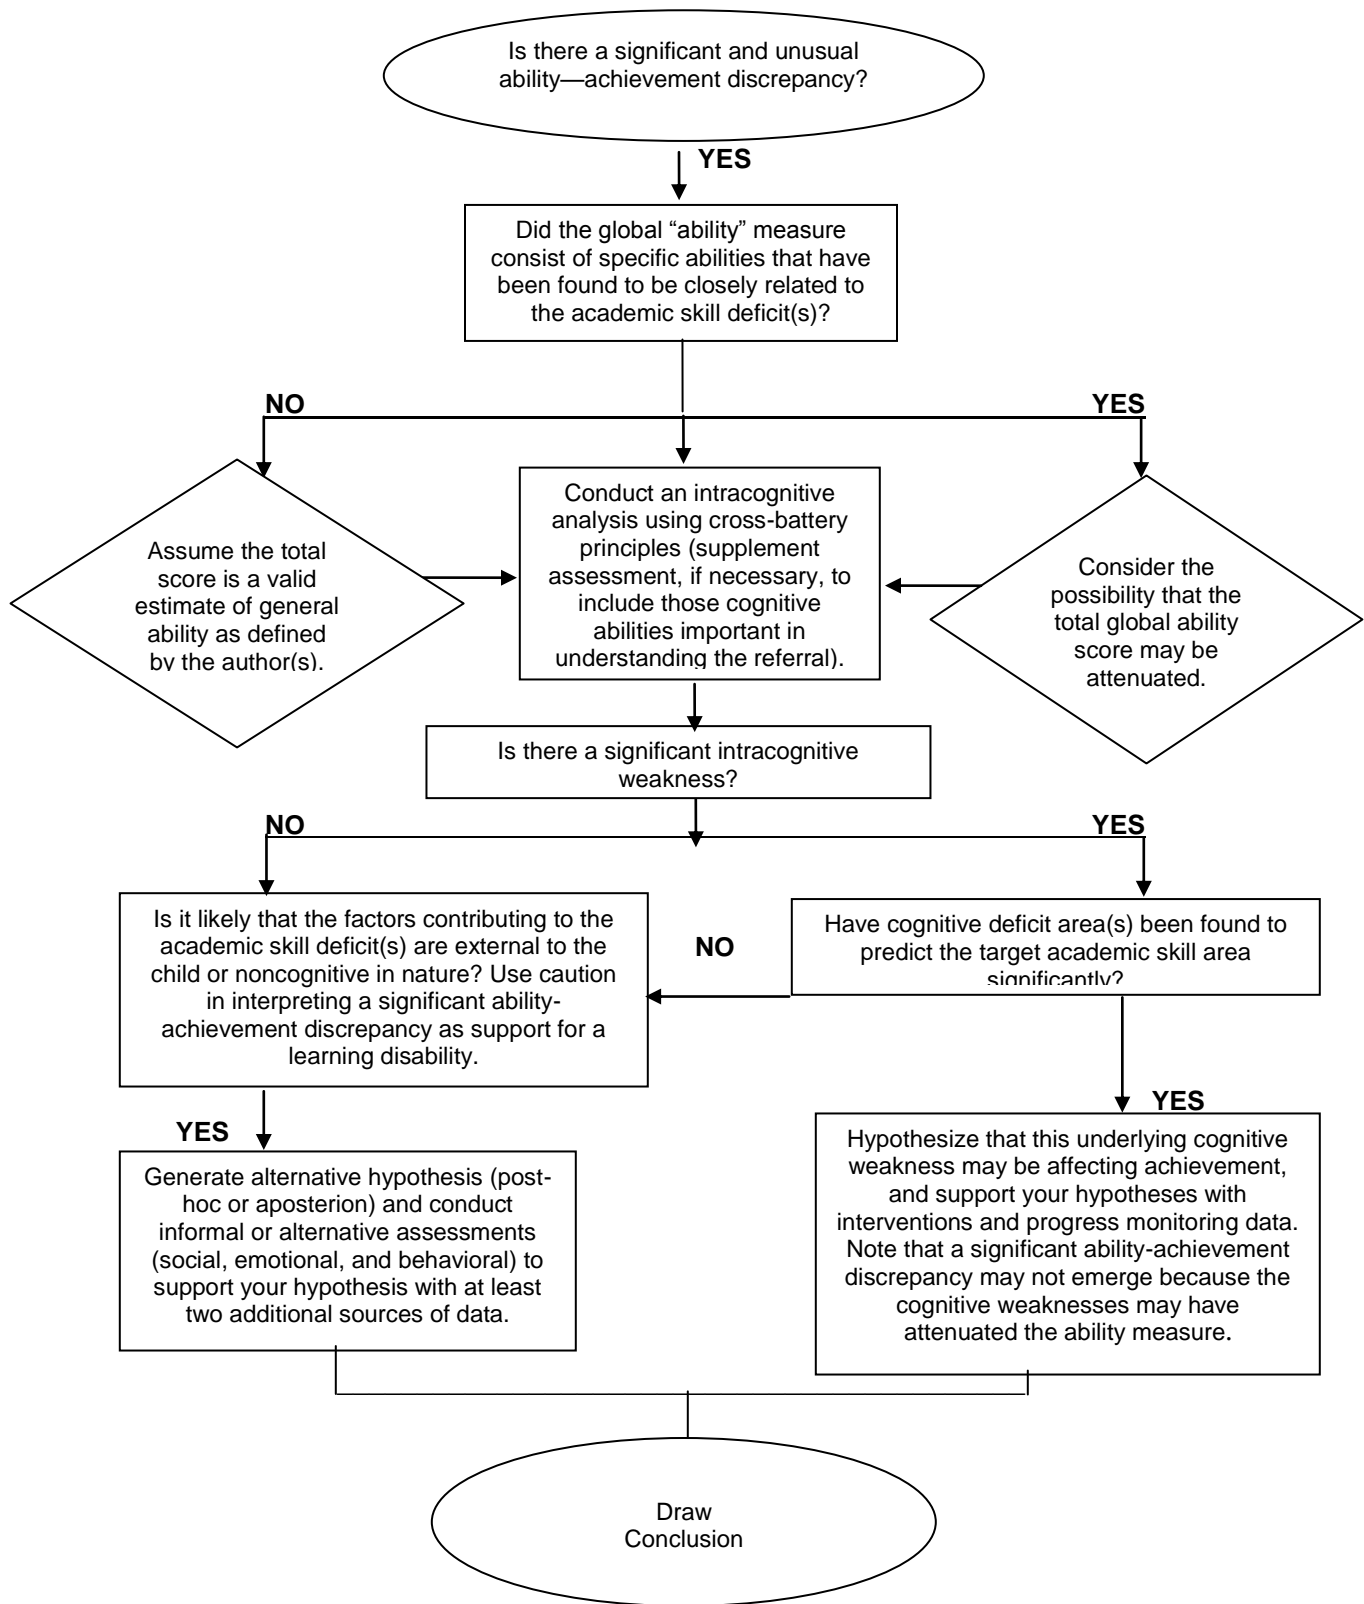 Is there a significant and unusual
ability—achievement discrepancy?
YES
Did the global “ability” measure
consist of specific abilities that have
been found to be closely related to
the academic skill deficit(s)?
NO
YES
Assume the total
score is a valid
estimate of general
ability as defined
by the author(s).
Conduct an intracognitive
analysis using cross-battery
principles (supplement
assessment, if necessary, to
include those cognitive
abilities important in
understanding the referral).
Consider the
possibility that the
total global ability
score may be
attenuated.
Is there a significant intracognitive
weakness?
NO
YES
Is it likely that the factors contributing to the
academic skill deficit(s) are external to the
child or noncognitive in nature? Use caution
in interpreting a significant ability-
achievement discrepancy as support for a
learning disability.
NO
Have cognitive deficit area(s) been found to
predict the target academic skill area
significantly?
YES
YES
Generate alternative hypothesis (post-
hoc or aposterion) and conduct
informal or alternative assessments
(social, emotional, and behavioral) to
support your hypothesis with at least
two additional sources of data.
Hypothesize that this underlying cognitive
weakness may be affecting achievement,
and support your hypotheses with
interventions and progress monitoring data.
Note that a significant ability-achievement
discrepancy may not emerge because the
cognitive weaknesses may have
attenuated the ability measure.
Draw
Conclusion